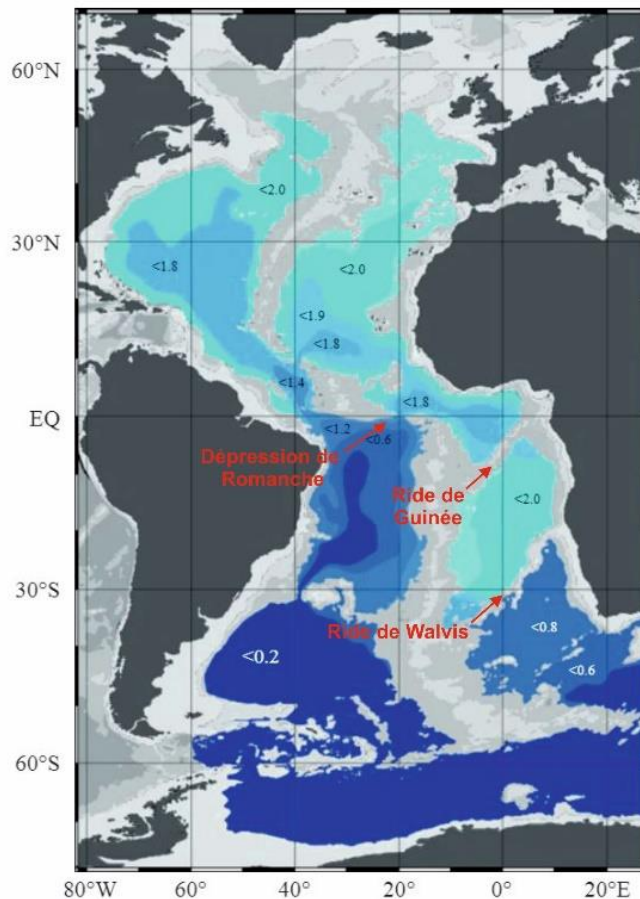 60°N
<2.0
30°N
<1.8
<2.0
<1.9
<1.8
<1.4
<1.8
EQ
<1.2
<0.6
Dépression de
Romanche
Ride de
Guinée
<2.0
30°S
Ride de Walvis
<0.8
<0.2
<0.6
60°S
80°W 60° 40° 20° 0° 20°E